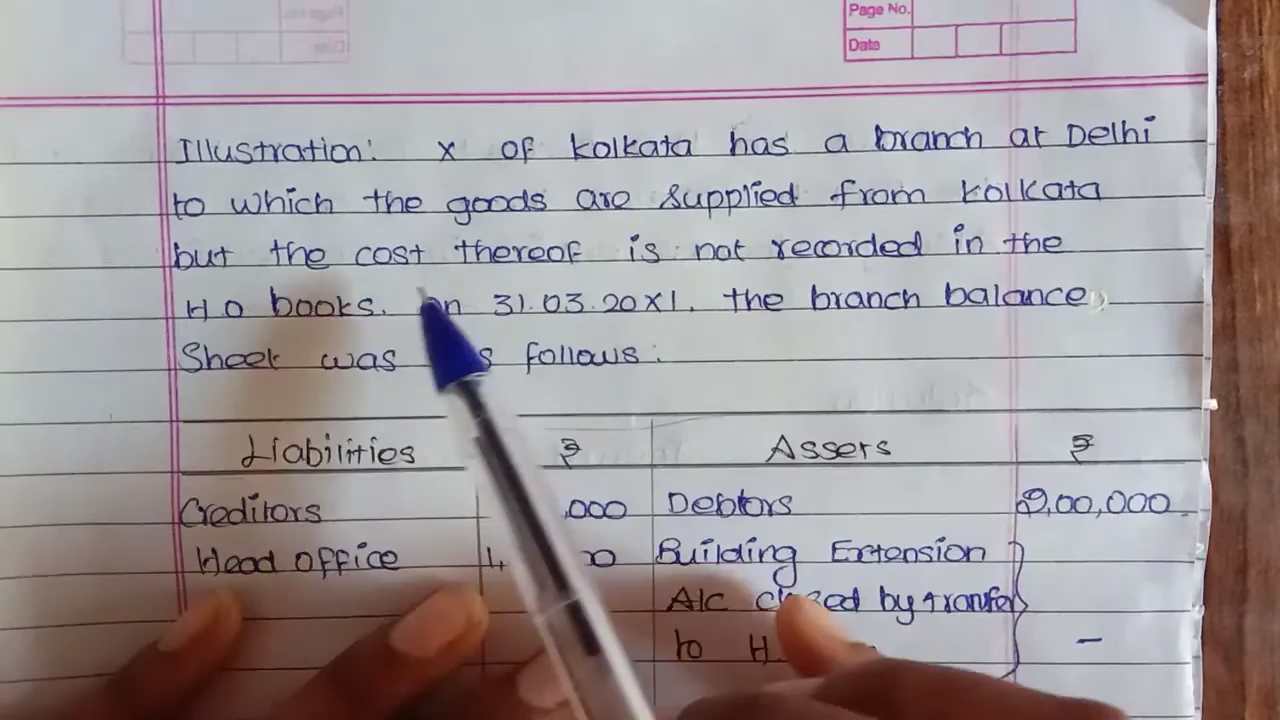 Page No.
Date
Illustration: X of Kolkata has a branch at Delhi
to which the goods are supplied from Kolkata
but the cost thereof is not recorded in the
HO books. 31.03.20X1. the branch balance
Sheet was follows:
Liabilities ₹ Assets ₹
Creditors ,000 Debtors 2,00,000
Head office Building Extension
A/C closed by transfer
to H. -